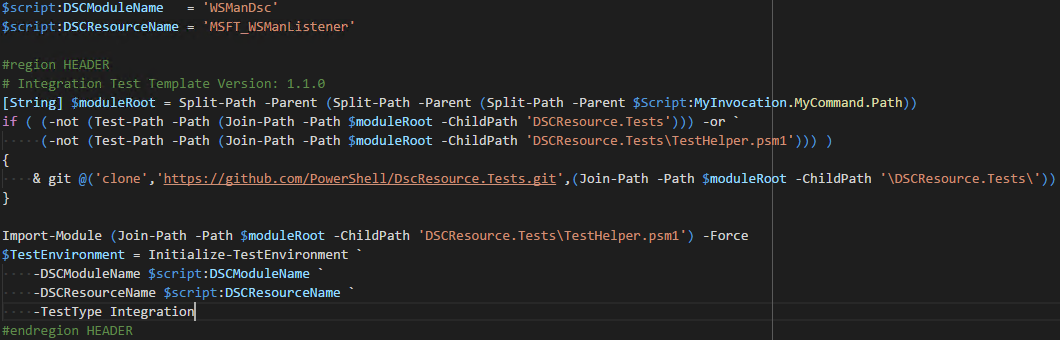 $script:DSCModuleName   = 'WSManDsc'
$script:DSCResourceName = 'MSFT_WSManListener'

#region HEADER
# Integration Test Template Version: 1.1.0
[String] $moduleRoot = Split-Path -Parent (Split-Path -Parent (Split-Path -Parent $Script:MyInvocation.MyCommand.Path))
if ( (-not (Test-Path -Path (Join-Path -Path $moduleRoot -ChildPath 'DSCResource.Tests'))) -or `
     (-not (Test-Path -Path (Join-Path -Path $moduleRoot -ChildPath 'DSCResource.Tests\TestHelper.psm1'))) )
{
    & git @('clone','https://github.com/PowerShell/DscResource.Tests.git',(Join-Path -Path $moduleRoot -ChildPath '\DSCResource.Tests\'))
}

Import-Module (Join-Path -Path $moduleRoot -ChildPath 'DSCResource.Tests\TestHelper.psm1') -Force
$TestEnvironment = Initialize-TestEnvironment `
    -DSCModuleName $script:DSCModuleName `
    -DSCResourceName $script:DSCResourceName `
    -TestType Integration
#endregion HEADER